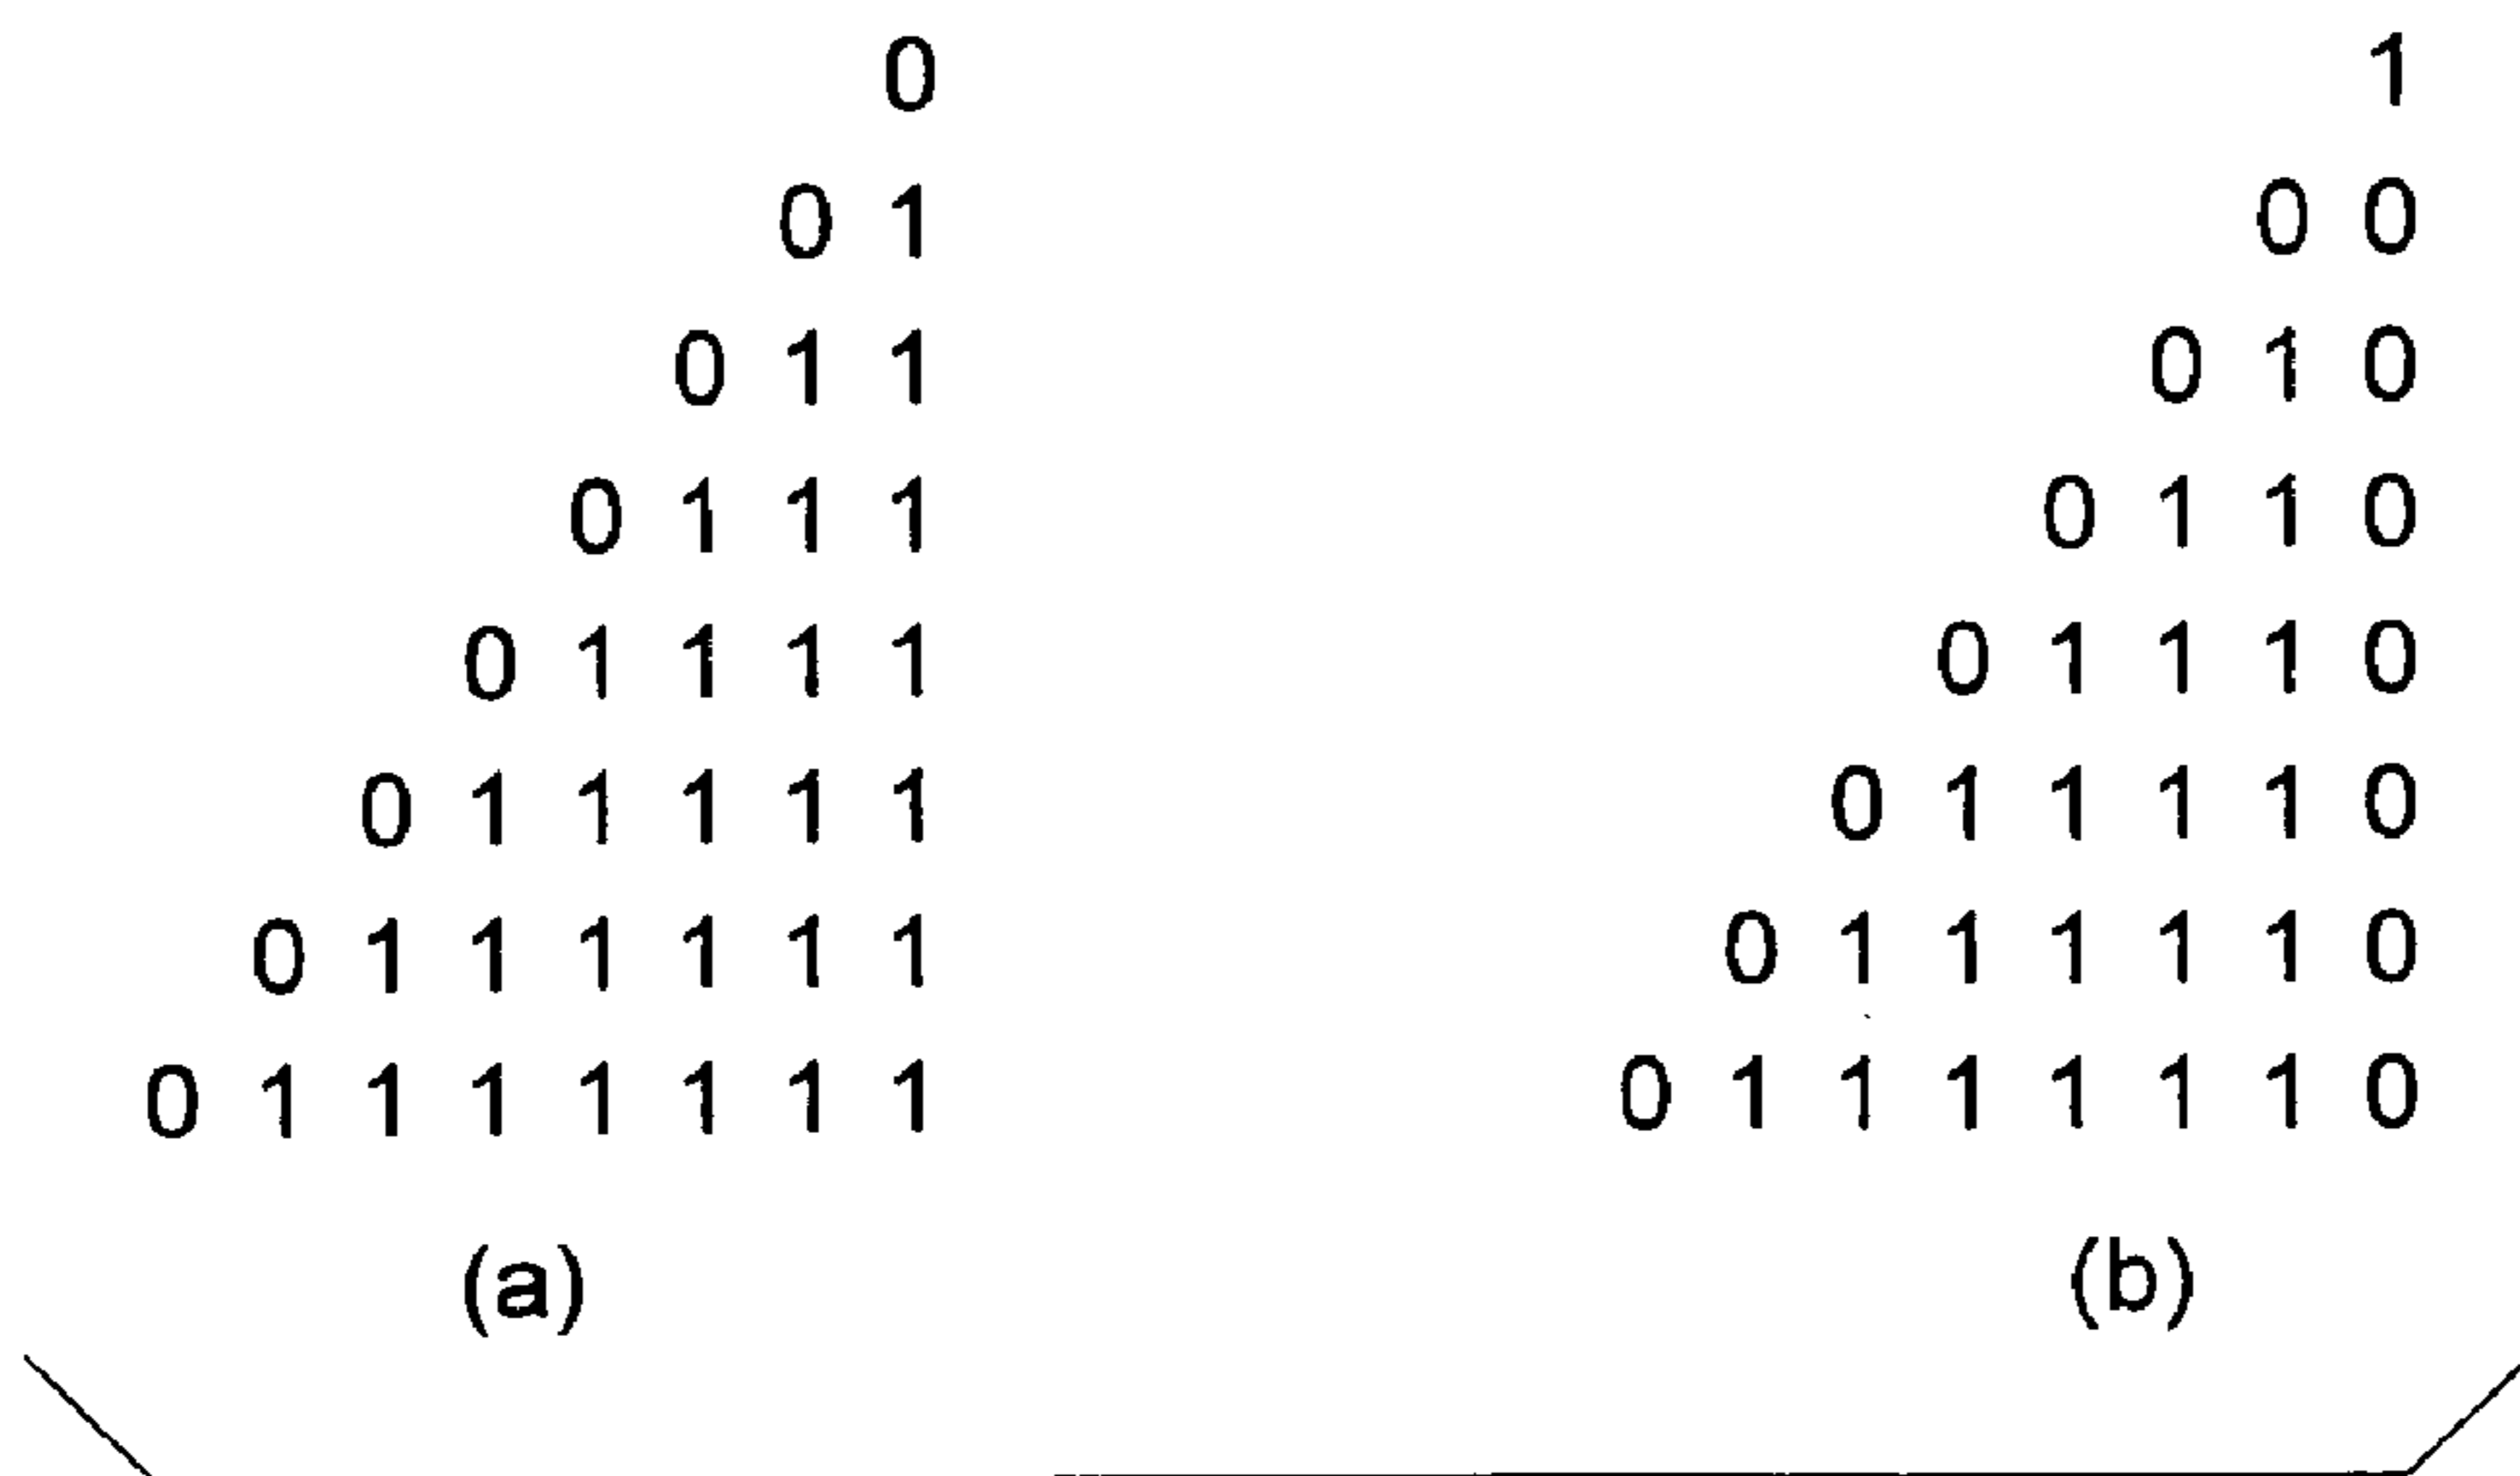 0 1
0 1 0 0
0 1 1 0 1 0
0 1 1 1 0 1 1 0
0 1 1 1 1 0 1 1 1 0
0 1 1 1 1 1 0 1 1 1 1 0
0 1 1 1 1 1 1 0 1 1 1 1 1 0
0 1 1 1 1 1 1 1 0 1 1 1 1 1 1 0
(a) (b)